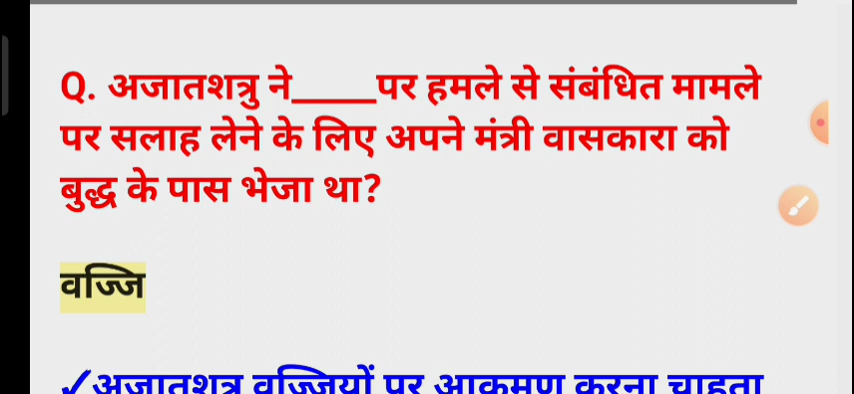 Q. अजातशत्रु ने_____पर हमले से संबंधित मामले
पर सलाह लेने के लिए अपने मंत्री वासकारा को
बुद्ध के पास भेजा था?
वज्जि
✓अजातशत्रु वज्जियों पर आक्रमण करना चाहता